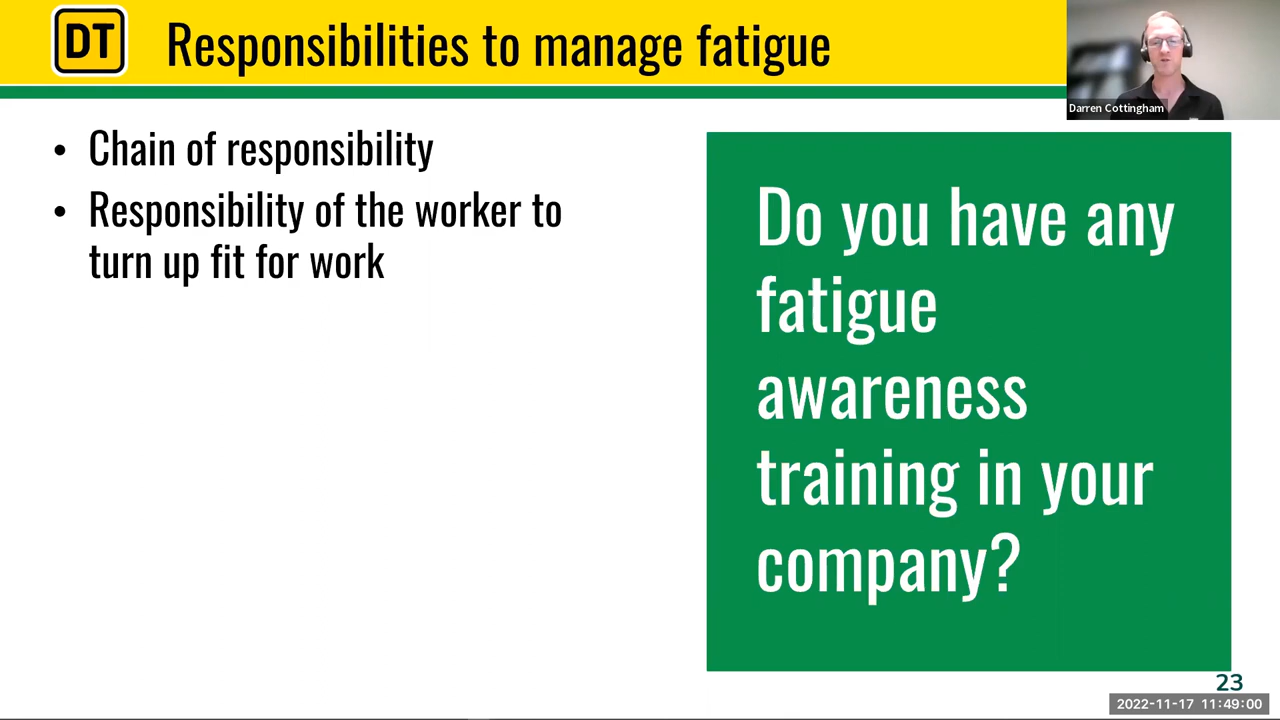 DT
Responsibilities to manage fatigue
Darren Cottingham
• Chain of responsibility
• Responsibility of the worker to
turn up fit for work
Do you have any
fatigue
awareness
training in your
company?
23
2022-11-17 11:49:00